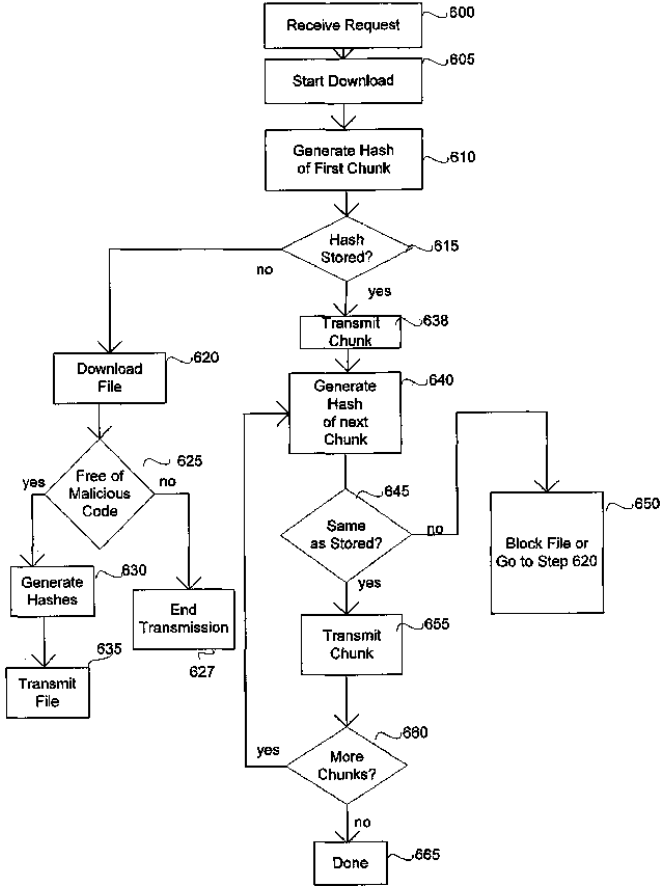 Receive Request
600
Start Download
605
Generate Hash
of First Chunk
610
Hash
Stored?
615
no
yes
Transmit
Chunk
638
Download
File
620
Generate
Hash
of next
Chunk
640
Free of
Malicious
Code
625
yes
no
645
Same
as Stored?
no
yes
650
Block File or
Go to Step 620
Generate
Hashes
630
End
Transmission
627
Transmit
File
635
Transmit
Chunk
655
More
Chunks?
660
yes
no
Done
665